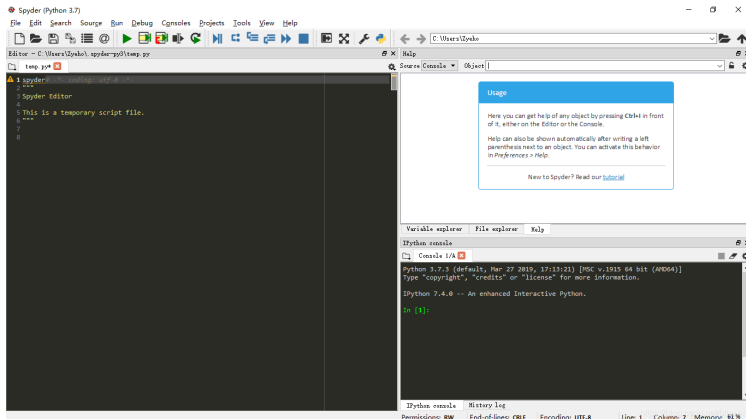 Spyder (Python 3.7)
File Edit Search Source Run Debug Consoles Projects Tools View Help
C:\Users\Zyeho
Editor - C:\Users\Zyeho\.spyder-py3\temp.py
Help
temp.py*
Source Console Object
1 spyder# -*- coding: utf-8 -*-
2 """
3 Spyder Editor
4
5 This is a temporary script file.
6 """
7
8
Usage
Here you can get help of any object by pressing Ctrl+I in front
of it, either on the Editor or the Console.
Help can also be shown automatically after writing a left
parenthesis next to an object. You can activate this behavior
in Preferences > Help.
New to Spyder? Read our tutorial
Variable explorer File explorer Help
IPython console
Console 1/A
Python 3.7.3 (default, Mar 27 2019, 17:13:21) [MSC v.1915 64 bit (AMD64)]
Type "copyright", "credits" or "license" for more information.
IPython 7.4.0 -- An enhanced Interactive Python.
In [1]:
IPython console History log
Permissions: RW End-of-lines: CRLF Encoding: UTF-8 Line: 1 Column: 7 Memory: